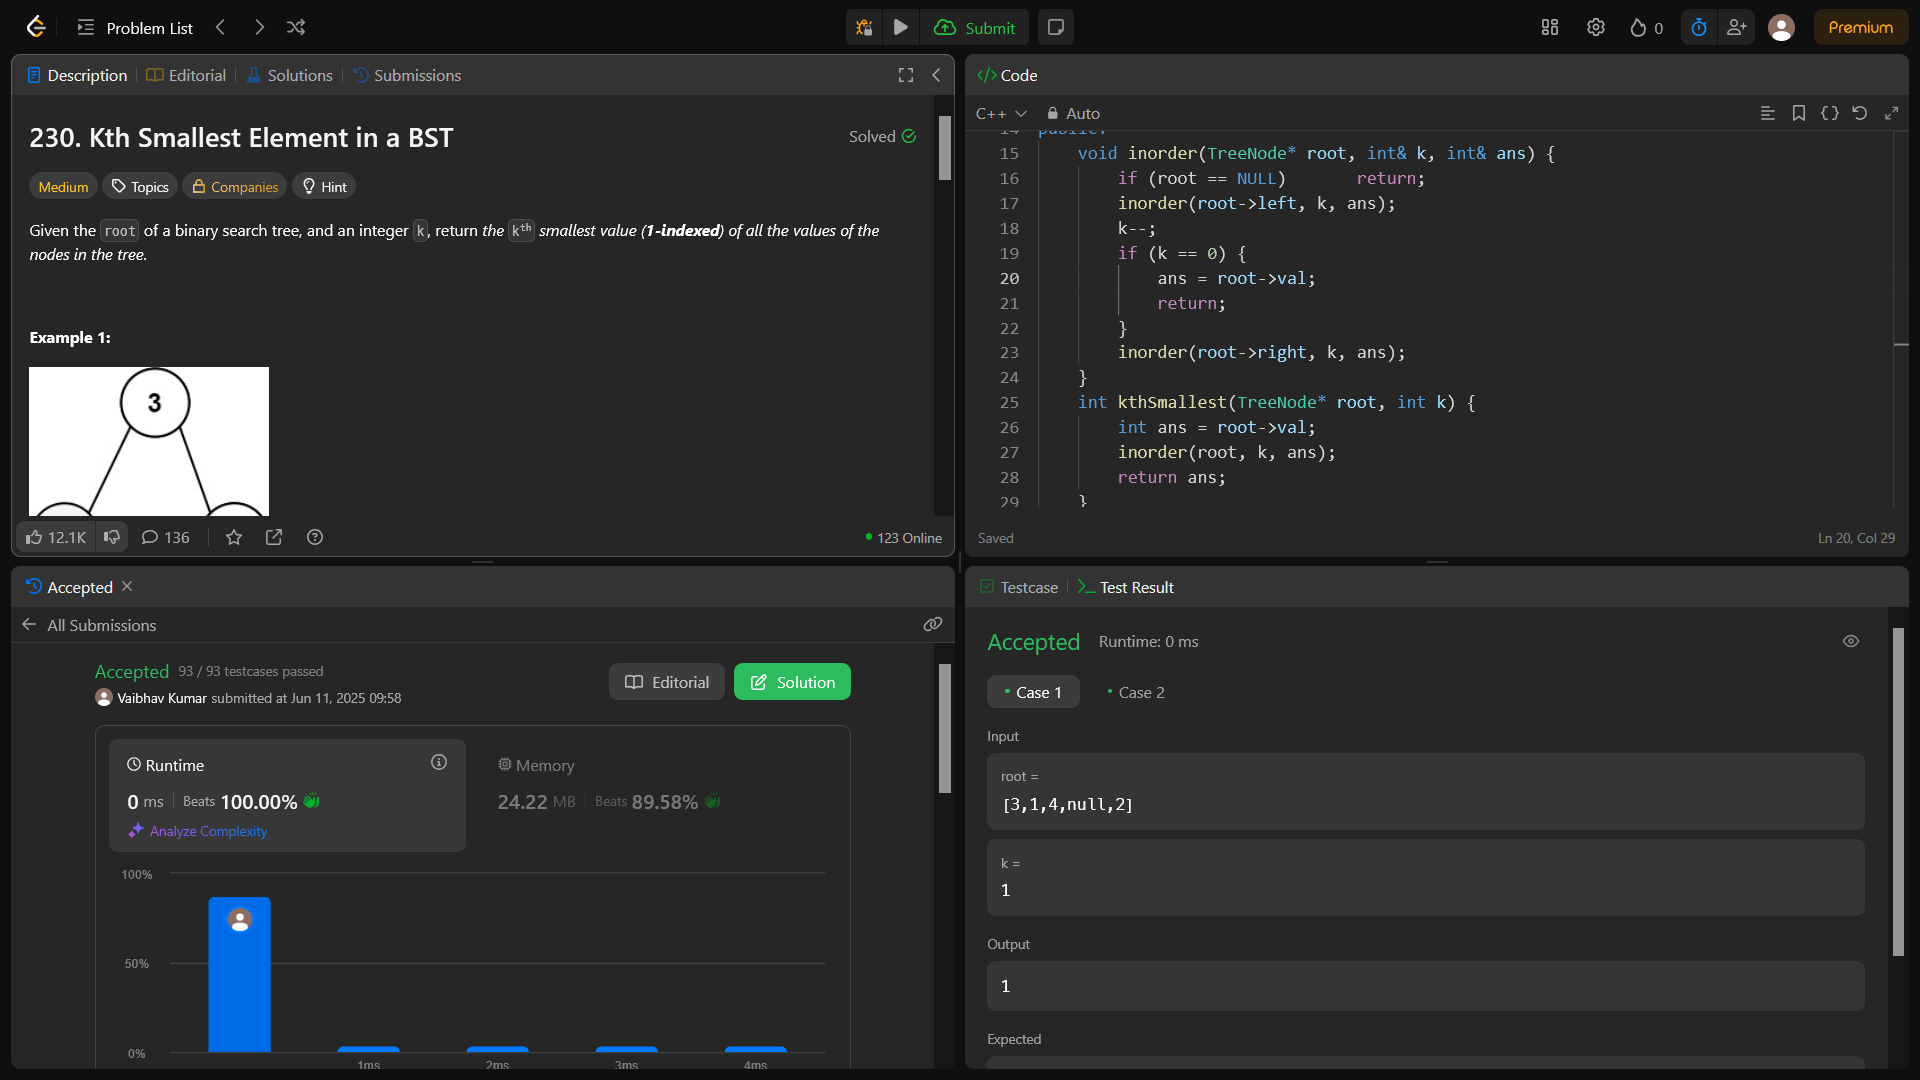 Problem List
Submit
0
Premium
Description
Editorial
Solutions
Submissions
230. Kth Smallest Element in a BST
Solved
Medium
Topics
Companies
Hint
Given the root of a binary search tree, and an integer k, return the kth smallest value (1-indexed) of all the values of the
nodes in the tree.
Example 1:
3
12.1K
136
123 Online
Code
C++
Auto
14 public:
15 void inorder(TreeNode* root, int& k, int& ans) {
16 if (root == NULL)       return;
17 inorder(root->left, k, ans);
18 k--;
19 if (k == 0) {
20 ans = root->val;
21 return;
22 }
23 inorder(root->right, k, ans);
24 }
25 int kthSmallest(TreeNode* root, int k) {
26 int ans = root->val;
27 inorder(root, k, ans);
28 return ans;
29 }
Saved
Ln 20, Col 29
Accepted
All Submissions
Accepted 93 / 93 testcases passed
Vaibhav Kumar submitted at Jun 11, 2025 09:58
Editorial
Solution
Runtime
0 ms Beats 100.00%
Analyze Complexity
Memory
24.22 MB Beats 89.58%
100%
50%
0%
1ms
2ms
3ms
4ms
Testcase
Test Result
Accepted Runtime: 0 ms
Case 1
Case 2
Input
root =
[3,1,4,null,2]
k =
1
Output
1
Expected